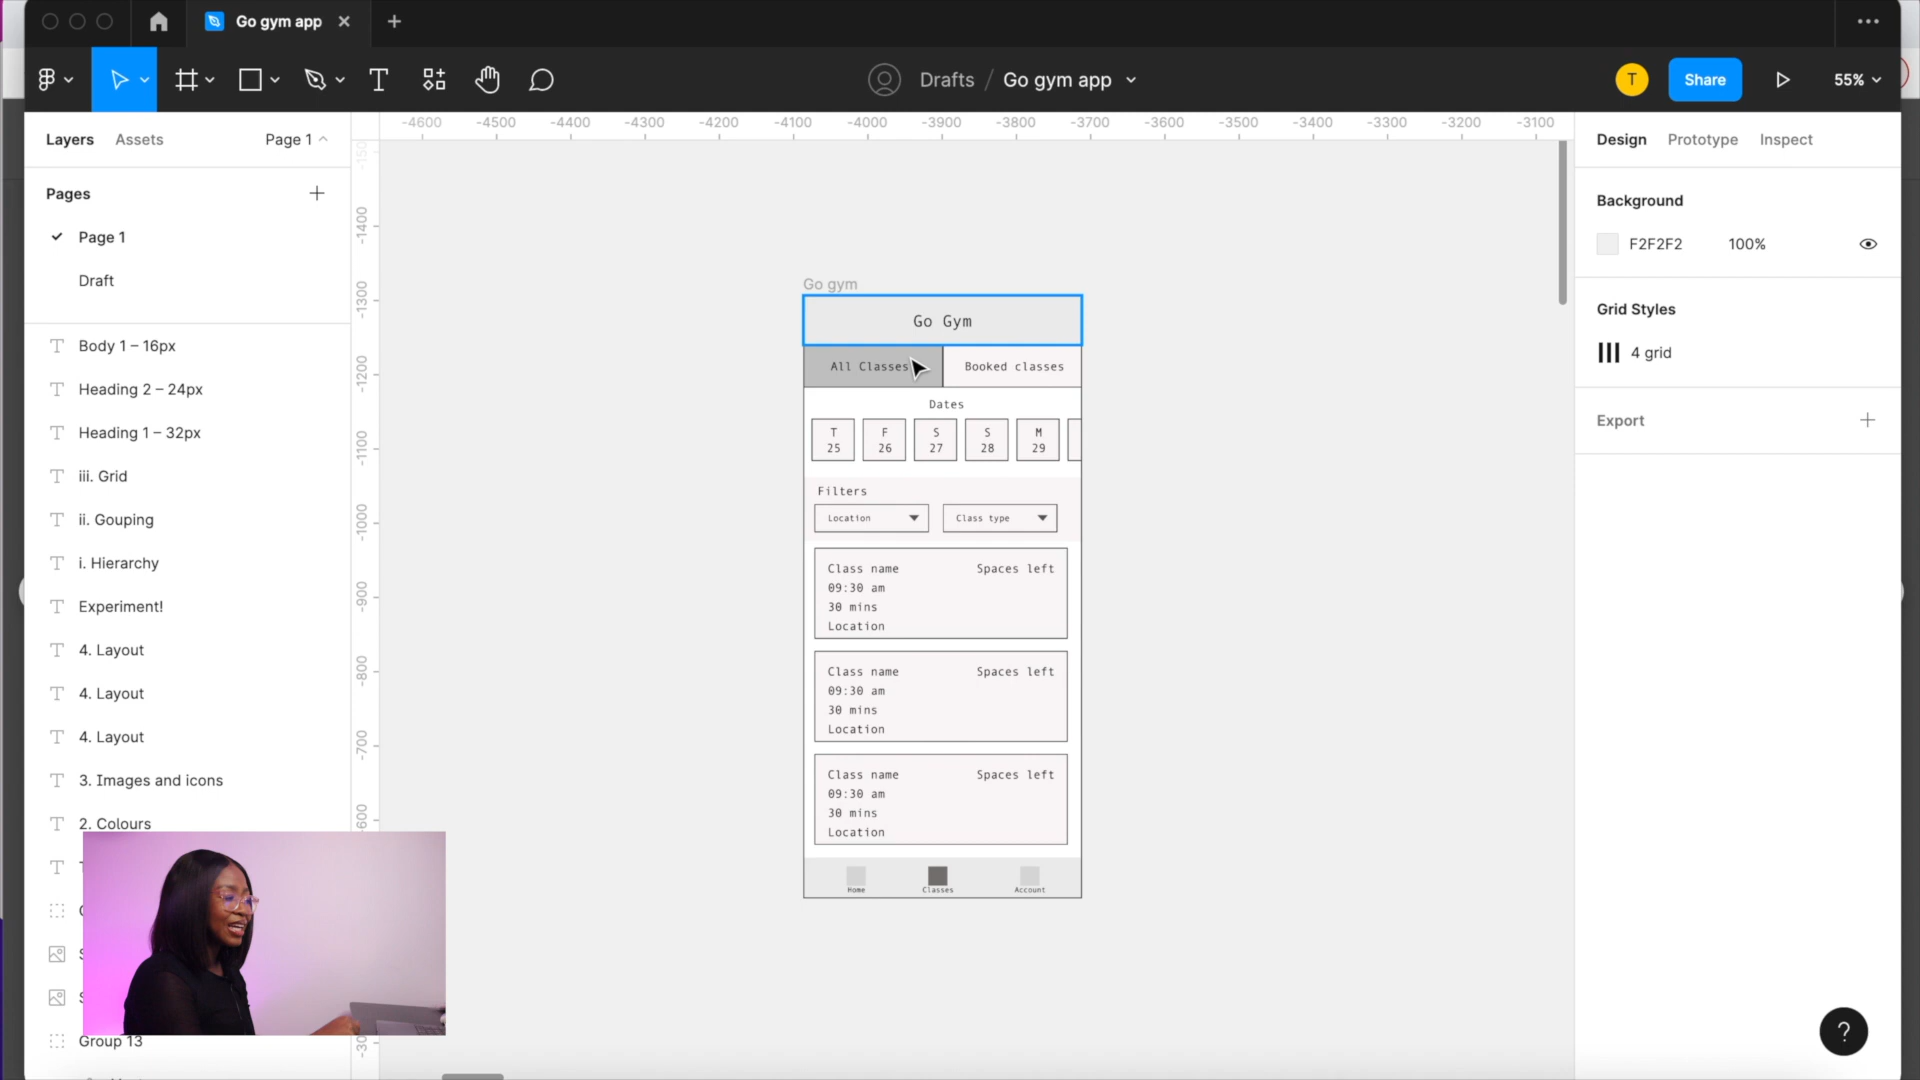 Go gym app
Drafts / Go gym app
T
Share
55%
Layers
Assets
Page 1
-4600
-4500
-4400
-4300
-4200
-4100
-4000
-3900
-3800
-3700
-3600
-3500
-3400
-3300
-3200
-3100
Design
Prototype
Inspect
Pages
Page 1
Draft
Body 1 – 16px
Heading 2 – 24px
Heading 1 – 32px
iii. Grid
ii. Gouping
i. Hierarchy
Experiment!
4. Layout
4. Layout
4. Layout
3. Images and icons
2. Colours
Group 13
-1400
-1300
-1200
-1100
-1000
-900
-800
-700
-600
Go gym
Go Gym
All Classes
Booked classes
Dates
T
25
F
26
S
27
S
28
M
29
Filters
Location
Class type
Class name
Spaces left
09:30 am
30 mins
Location
Class name
Spaces left
09:30 am
30 mins
Location
Class name
Spaces left
09:30 am
30 mins
Location
Home
Classes
Account
Background
F2F2F2
100%
Grid Styles
4 grid
Export
?